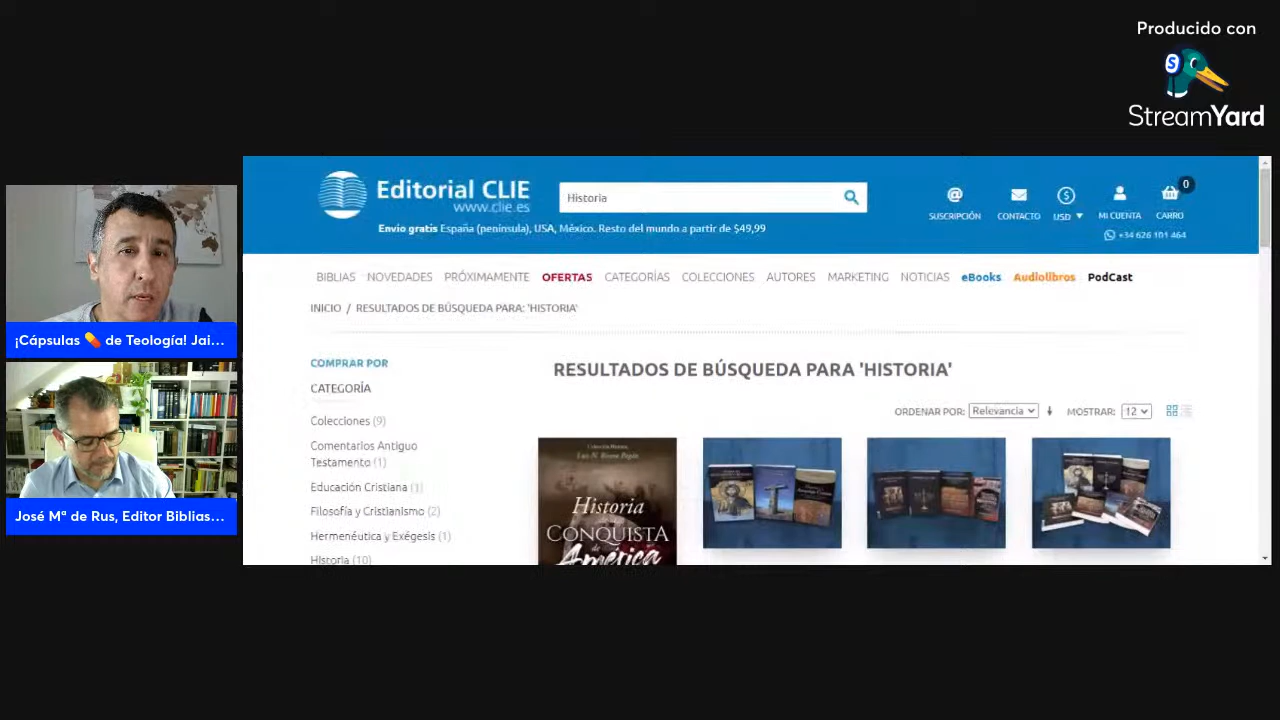 Producido con
StreamYard
Editorial CLIE
www.clie.es
Historia
Envío gratis España (península), USA, México. Resto del mundo a partir de $49,99
SUSCRIPCIÓN
CONTACTO
USD
MI CUENTA
CARRO
0
+34 626 101 464
BIBLIAS NOVEDADES PRÓXIMAMENTE OFERTAS CATEGORÍAS COLECCIONES AUTORES MARKETING NOTICIAS eBooks Audiolibros PodCast
INICIO / RESULTADOS DE BÚSQUEDA PARA: 'HISTORIA'
COMPRAR POR
CATEGORÍA
Colecciones (9)
Comentarios Antiguo
Testamento (1)
Educación Cristiana (1)
Filosofía y Cristianismo (2)
Hermenéutica y Exégesis (1)
Historia (10)
RESULTADOS DE BÚSQUEDA PARA 'HISTORIA'
ORDENAR POR: Relevancia
MOSTRAR: 12
Historia
CONQUISTA
de
América
¡Cápsulas 💊 de Teología! Jai...
José Mª de Rus, Editor Biblias...